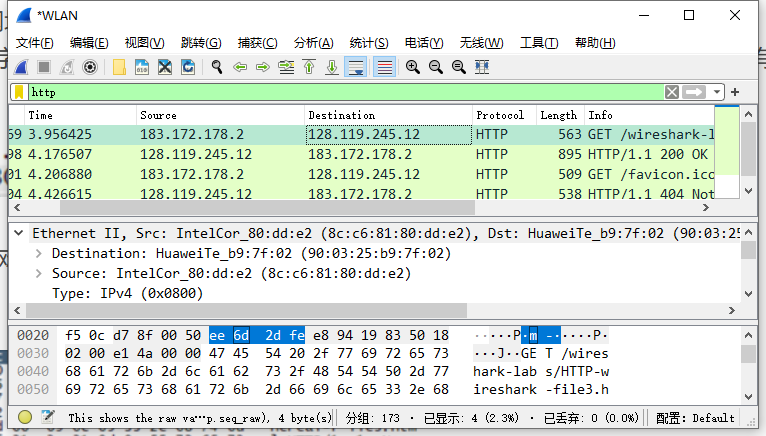 *WLAN
文件(F) 编辑(E) 视图(V) 跳转(G) 捕获(C) 分析(A) 统计(S) 电话(Y) 无线(W) 工具(T) 帮助(H)
http
Time Source Destination Protocol Length Info
69 3.956425 183.172.178.2 128.119.245.12 HTTP 563 GET /wireshark-l
98 4.176507 128.119.245.12 183.172.178.2 HTTP 895 HTTP/1.1 200 OK
01 4.206880 183.172.178.2 128.119.245.12 HTTP 509 GET /favicon.ico
04 4.426615 128.119.245.12 183.172.178.2 HTTP 538 HTTP/1.1 404 Not
Ethernet II, Src: IntelCor_80:dd:e2 (8c:c6:81:80:dd:e2), Dst: HuaweiTe_b9:7f:02 (90:03:25
Destination: HuaweiTe_b9:7f:02 (90:03:25:b9:7f:02)
Source: IntelCor_80:dd:e2 (8c:c6:81:80:dd:e2)
Type: IPv4 (0x0800)
0020 f5 0c d7 8f 00 50 ee 6d 2d fe e8 94 19 83 50 18 ·····P·m -·····P·
0030 02 00 e1 4a 00 00 47 45 54 20 2f 77 69 72 65 73 ···J··GE T /wires
0040 68 61 72 6b 2d 6c 61 62 73 2f 48 54 54 50 2d 77 hark-lab s/HTTP-w
0050 69 72 65 73 68 61 72 6b 2d 66 69 6c 65 33 2e 68 ireshark -file3.h
This shows the raw va…p.seq_raw), 4 byte(s) 分组: 173 · 已显示: 4 (2.3%) · 已丢弃: 0 (0.0%) 配置: Default